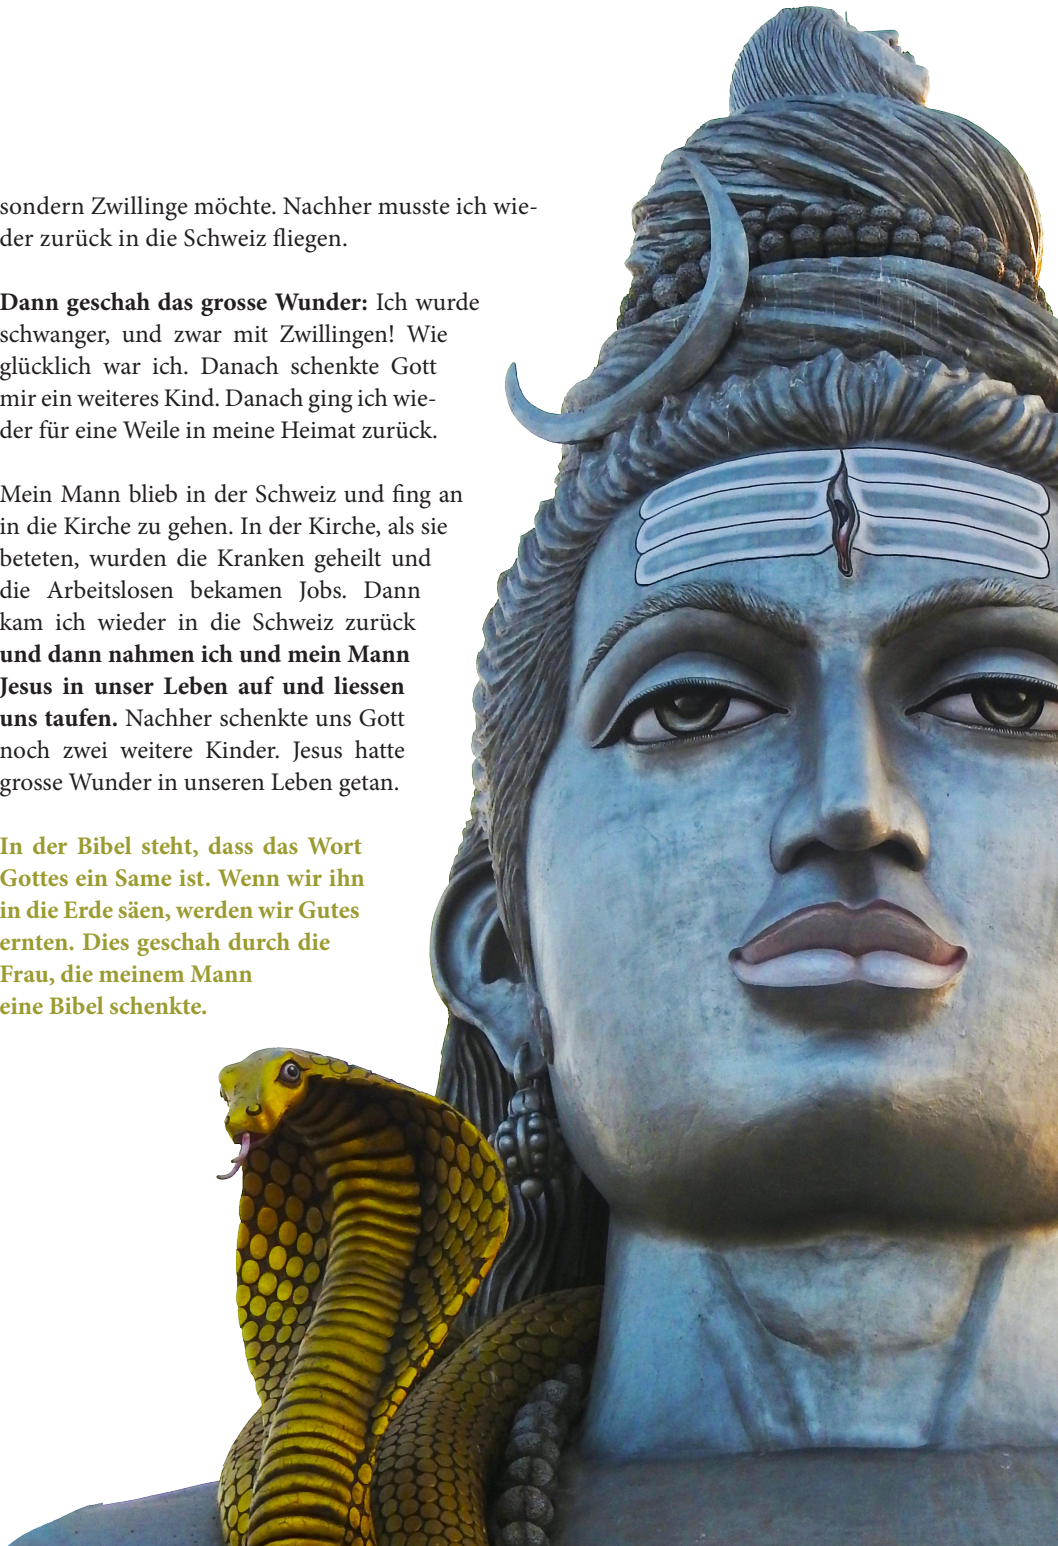 sondern Zwillinge möchte. Nachher musste ich wie-
der zurück in die Schweiz fliegen.
Dann geschah das grosse Wunder: Ich wurde
schwanger, und zwar mit Zwillingen! Wie
glücklich war ich. Danach schenkte Gott
mir ein weiteres Kind. Danach ging ich wie-
der für eine Weile in meine Heimat zurück.
Mein Mann blieb in der Schweiz und fing an
in die Kirche zu gehen. In der Kirche, als sie
beteten, wurden die Kranken geheilt und
die Arbeitslosen bekamen Jobs. Dann
kam ich wieder in die Schweiz zurück
und dann nahmen ich und mein Mann
Jesus in unser Leben auf und liessen
uns taufen. Nachher schenkte uns Gott
noch zwei weitere Kinder. Jesus hatte
grosse Wunder in unseren Leben getan.
In der Bibel steht, dass das Wort
Gottes ein Same ist. Wenn wir ihn
in die Erde säen, werden wir Gutes
ernten. Dies geschah durch die
Frau, die meinem Mann
eine Bibel schenkte.